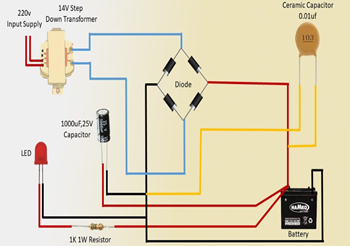 220v
Input Supply
14V Step
Down Transformer
Ceramic Capacitor
0.01uf
103
Diode
1000uF,25V
Capacitor
LED
1K 1W Resistor
HAMKO
Battery